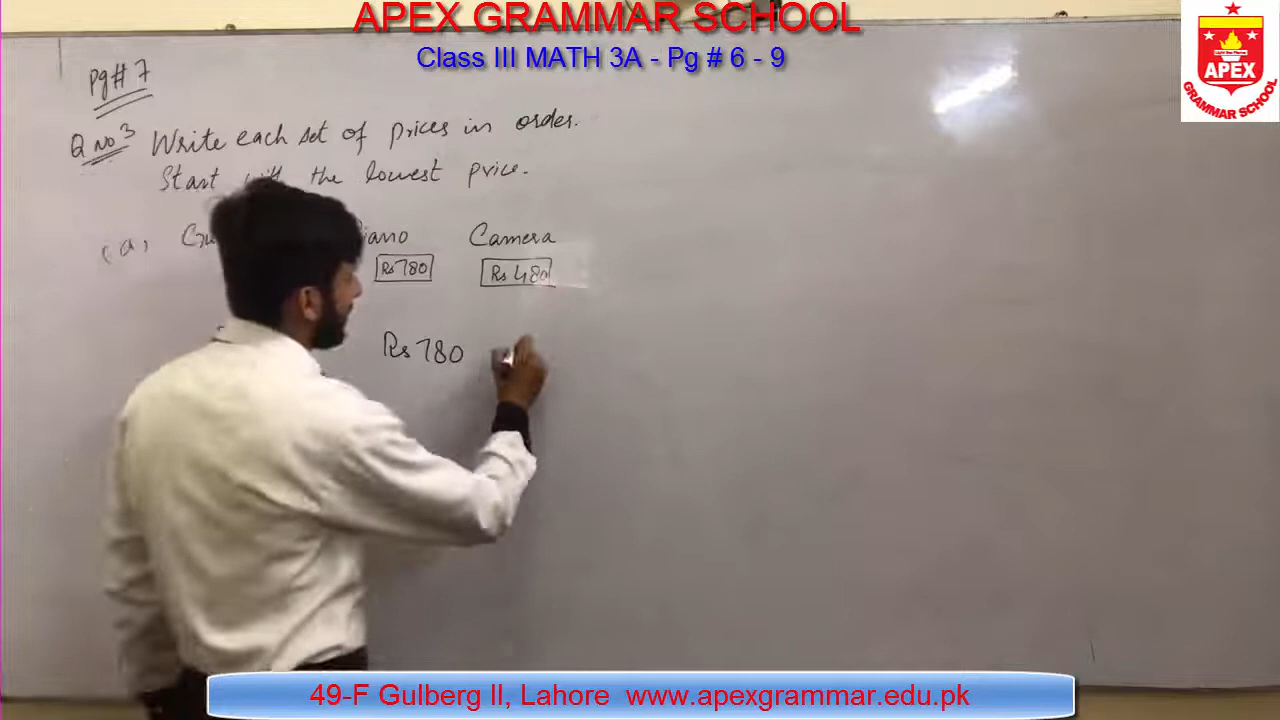 APEX GRAMMAR SCHOOL
Class III MATH 3A - Pg # 6 - 9
APEX
GRAMMAR SCHOOL
Pg# 7
Q no 3 Write each set of prices in order.
Start with the lowest price.
(a) Camera
Rs 780 Rs 480
Rs 780
49-F Gulberg II, Lahore www.apexgrammar.edu.pk